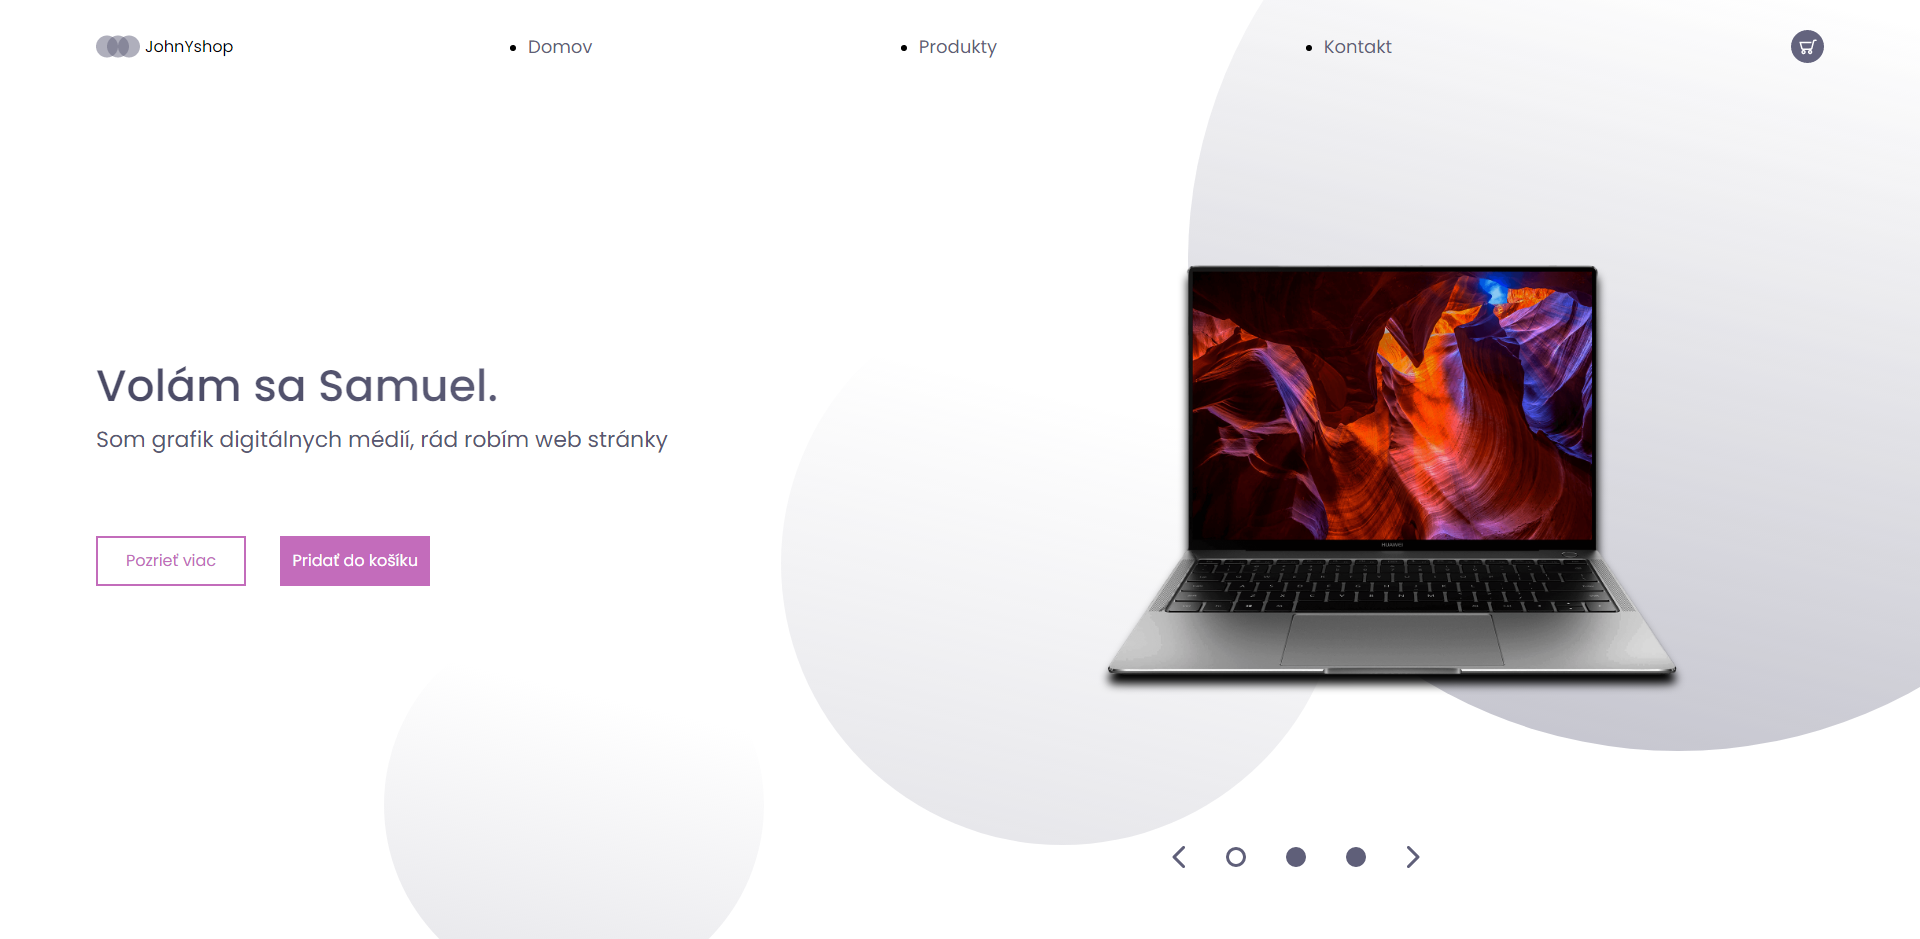 JohnYshop
Domov
Produkty
Kontakt
Volám sa Samuel.
Som grafik digitálnych médií, rád robím web stránky
Pozrieť viac
Pridať do košíku
HUAWEI